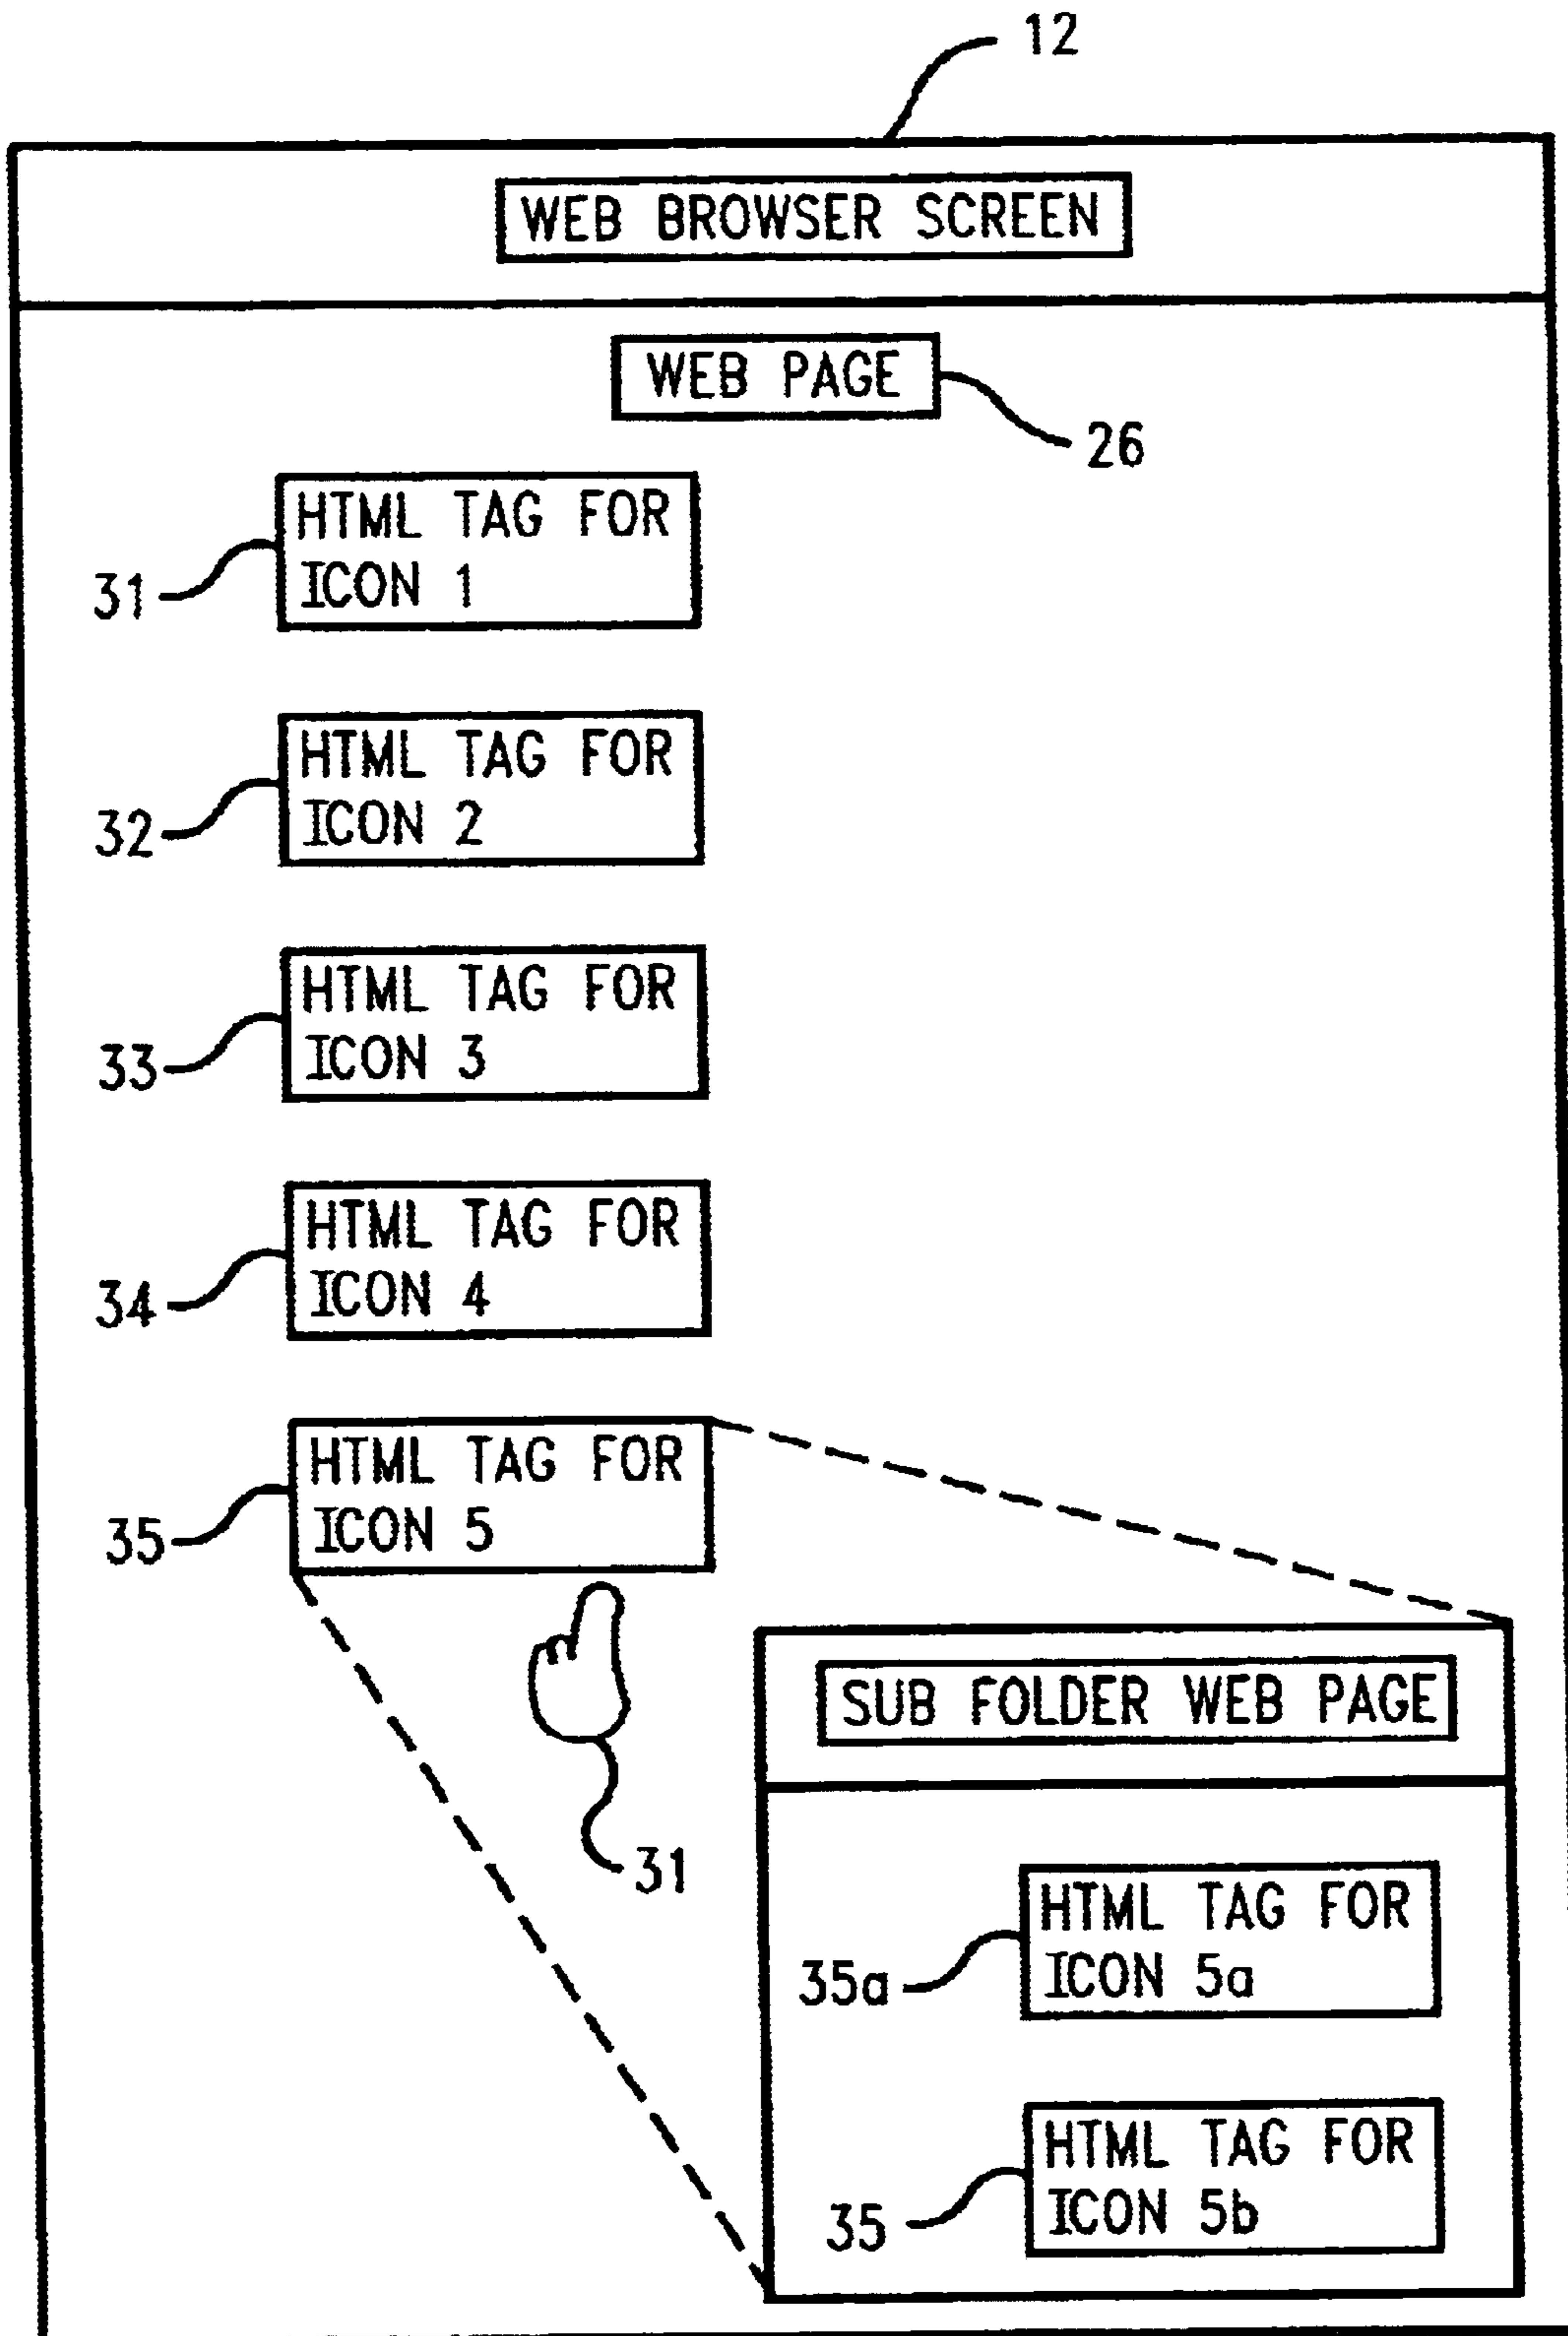 12
WEB BROWSER SCREEN
WEB PAGE
26
HTML TAG FOR
ICON 1
31
HTML TAG FOR
ICON 2
32
HTML TAG FOR
ICON 3
33
HTML TAG FOR
ICON 4
34
HTML TAG FOR
ICON 5
35
31
SUB FOLDER WEB PAGE
HTML TAG FOR
ICON 5a
35a
HTML TAG FOR
ICON 5b
35